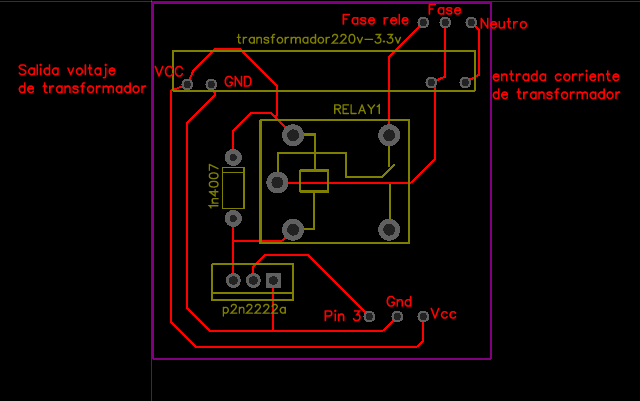 Fase
Fase rele
Neutro
transformador220v-3.3v
Salida voltaje
de transformador
VCC
GND
entrada corriente
de transformador
RELAY1
1n4007
p2n2222a
Pin 3
Gnd
Vcc